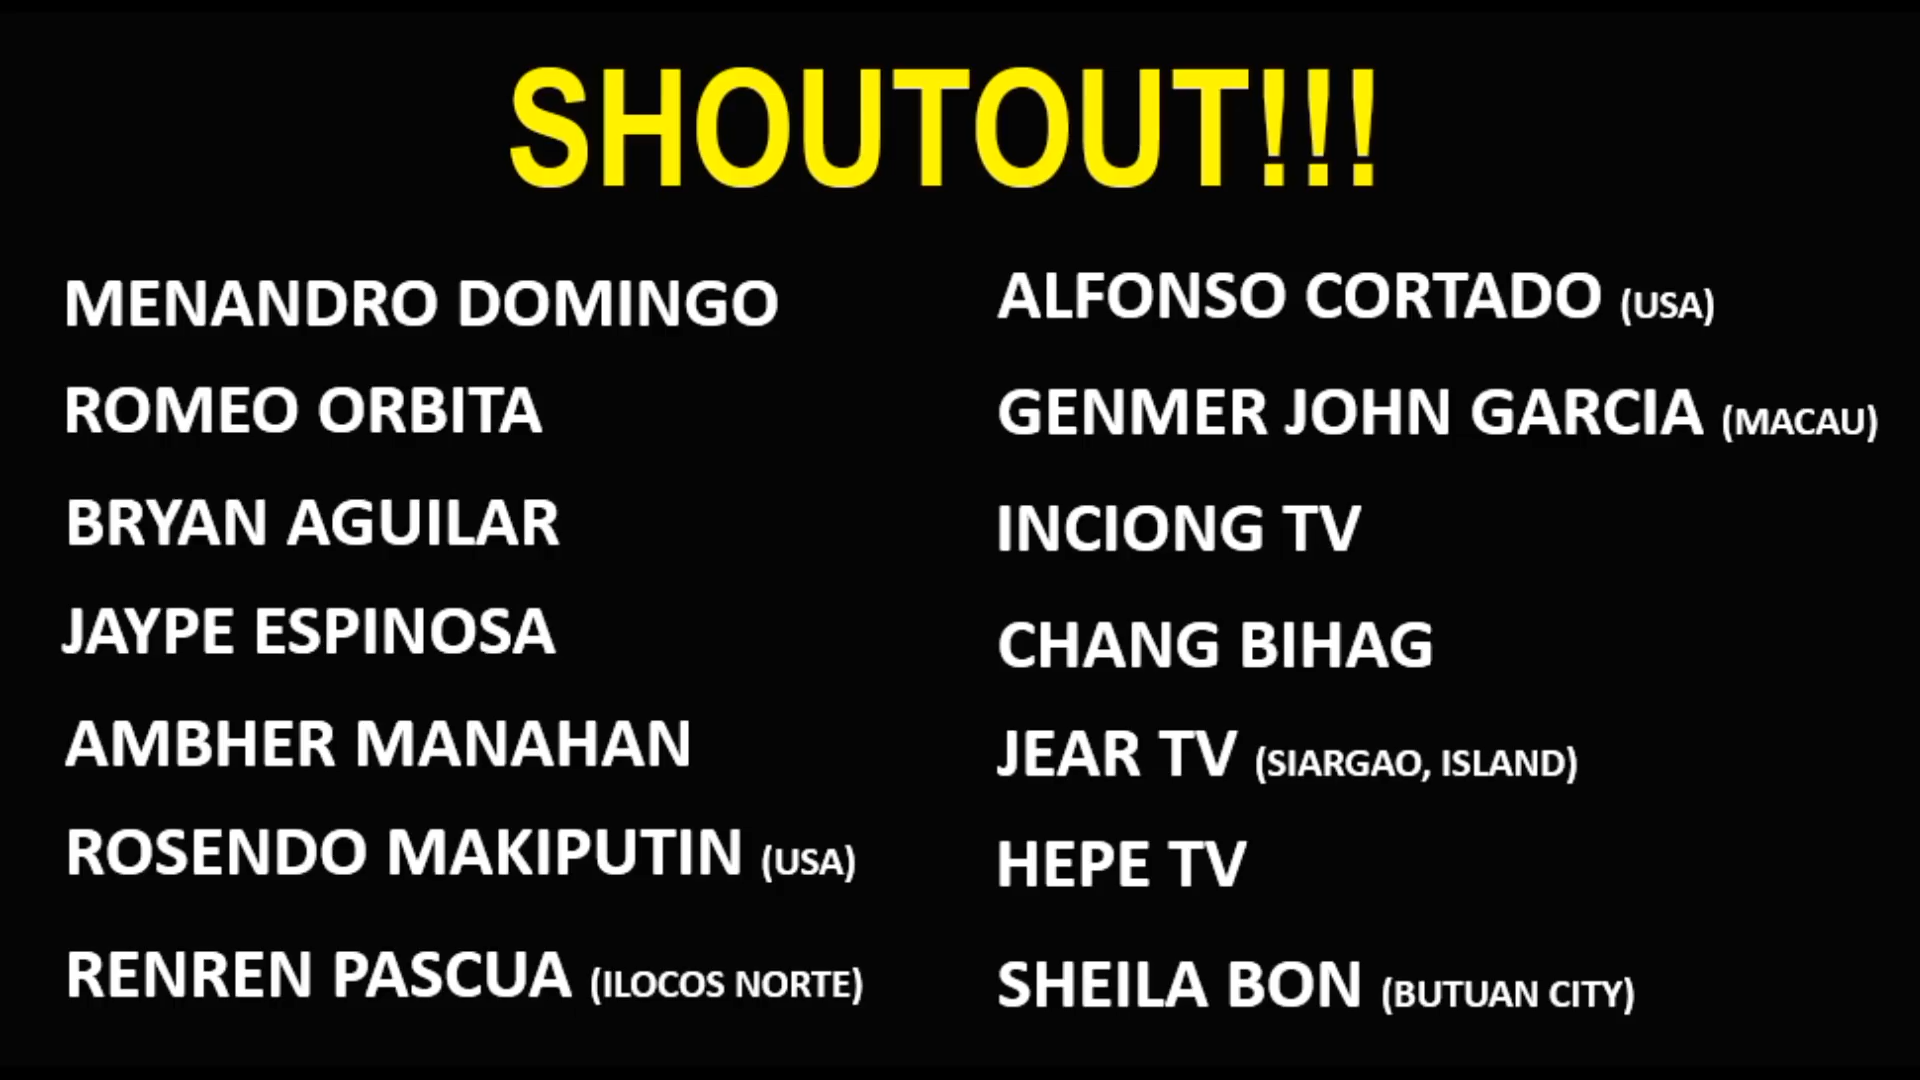 SHOUTOUT!!!
MENANDRO DOMINGO
ROMEO ORBITA
BRYAN AGUILAR
JAYPE ESPINOSA
AMBHER MANAHAN
ROSENDO MAKIPUTIN (USA)
RENREN PASCUA (ILOCOS NORTE)
ALFONSO CORTADO (USA)
GENMER JOHN GARCIA (MACAU)
INCIONG TV
CHANG BIHAG
JEAR TV (SIARGAO, ISLAND)
HEPE TV
SHEILA BON (BUTUAN CITY)